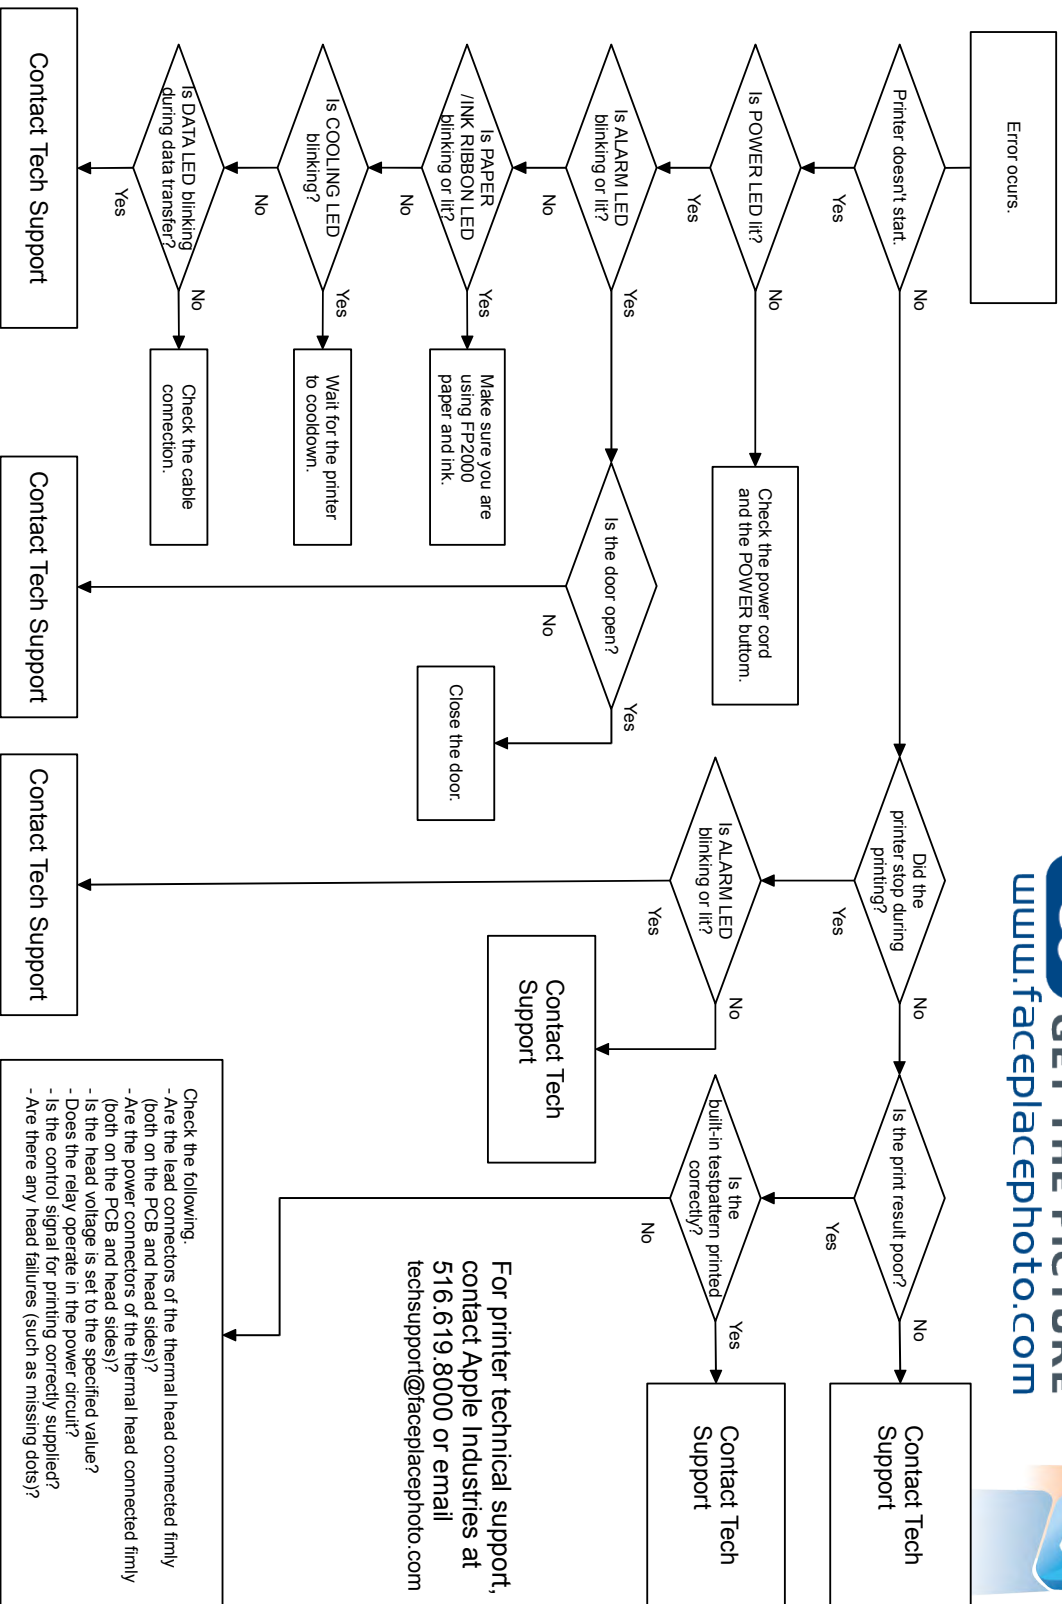 GET THE PICTURE
www.faceplacephoto.com
Error ocurs.
Printer doesn't start.
No
Yes
Is POWER LED lit?
No
Yes
Check the power cord
and the POWER buttom.
Is ALARM LED
blinking or lit?
Yes
No
Is the door open?
Yes
No
Close the door.
Contact Tech Support
Is PAPER
/INK RIBBON LED
blinking or lit?
Yes
No
Make sure you are
using FP2000
paper and ink.
Is COOLING LED
blinking?
Yes
No
Wait for the printer
to cooldown.
Is DATA LED blinking
during data transfer?
No
Yes
Check the cable
connection.
Contact Tech Support
Did the
printer stop during
printing?
No
Yes
Is ALARM LED
blinking or lit?
No
Yes
Contact Tech
Support
Contact Tech Support
Is the print result poor?
No
Yes
Contact Tech
Support
Is the
built-in testpattern printed
correctly?
Yes
No
Contact Tech
Support
For printer technical support,
contact Apple Industries at
516.619.8000 or email
techsupport@faceplacephoto.com
Check the following.
- Are the lead connectors of the thermal head connected fimly
(both on the PCB and head sides)?
- Are the power connectors of the thermal head connected fimly
(both on the PCB and head sides)?
- Is the head voltage is set to the specified value?
- Does the relay operate in the power circuit?
- Is the control signal for printing correctly supplied?
- Are there any head failures (such as missing dots)?